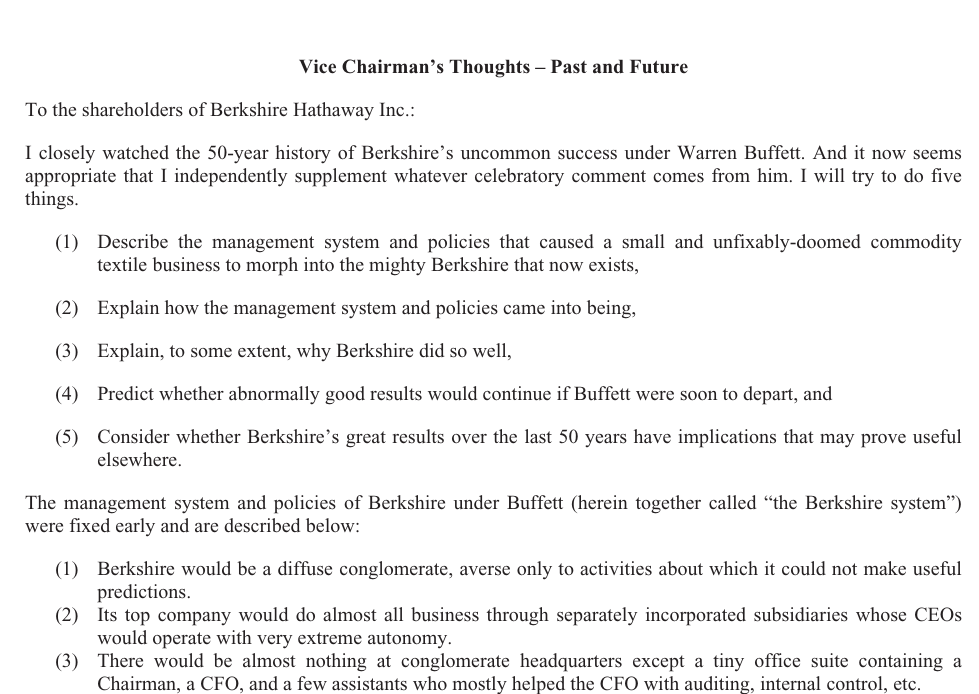 Vice Chairman’s Thoughts – Past and Future
To the shareholders of Berkshire Hathaway Inc.:
I closely watched the 50-year history of Berkshire’s uncommon success under Warren Buffett. And it now seems
appropriate that I independently supplement whatever celebratory comment comes from him. I will try to do five
things.
(1) Describe the management system and policies that caused a small and unfixably-doomed commodity
textile business to morph into the mighty Berkshire that now exists,
(2) Explain how the management system and policies came into being,
(3) Explain, to some extent, why Berkshire did so well,
(4) Predict whether abnormally good results would continue if Buffett were soon to depart, and
(5) Consider whether Berkshire’s great results over the last 50 years have implications that may prove useful
elsewhere.
The management system and policies of Berkshire under Buffett (herein together called “the Berkshire system”)
were fixed early and are described below:
(1) Berkshire would be a diffuse conglomerate, averse only to activities about which it could not make useful
predictions.
(2) Its top company would do almost all business through separately incorporated subsidiaries whose CEOs
would operate with very extreme autonomy.
(3) There would be almost nothing at conglomerate headquarters except a tiny office suite containing a
Chairman, a CFO, and a few assistants who mostly helped the CFO with auditing, internal control, etc.